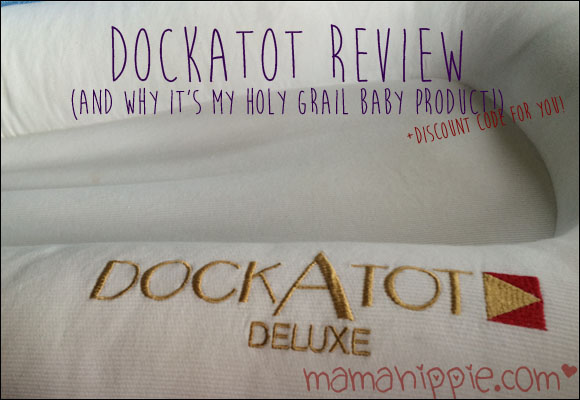 DOCKATOT REVIEW
(AND WHY IT'S MY HOLY GRAIL BABY PRODUCT!)
+DISCOUNT CODE FOR YOU!
DOCKATOT
DELUXE
mamahippie.com